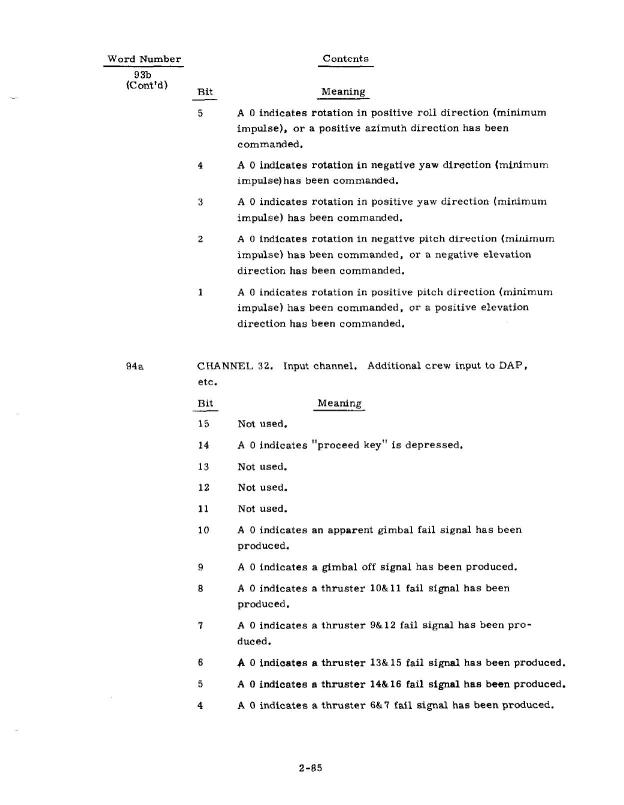 Word Number Contents
93b
(Cont'd)
Bit Meaning
5 A 0 indicates rotation in positive roll direction (minimum
impulse), or a positive azimuth direction has been
commanded.
4 A 0 indicates rotation in negative yaw direction (minimum
impulse)has been commanded.
3 A 0 indicates rotation in positive yaw direction (minimum
impulse) has been commanded.
2 A 0 indicates rotation in negative pitch direction (minimum
impulse) has been commanded, or a negative elevation
direction has been commanded.
1 A 0 indicates rotation in positive pitch direction (minimum
impulse) has been commanded, or a positive elevation
direction has been commanded.
94a CHANNEL 32. Input channel. Additional crew input to DAP,
etc.
Bit Meaning
15 Not used.
14 A 0 indicates "proceed key" is depressed.
13 Not used.
12 Not used.
11 Not used.
10 A 0 indicates an apparent gimbal fail signal has been
produced.
9 A 0 indicates a gimbal off signal has been produced.
8 A 0 indicates a thruster 10&11 fail signal has been
produced.
7 A 0 indicates a thruster 9&12 fail signal has been pro-
duced.
6 A 0 indicates a thruster 13&15 fail signal has been produced.
5 A 0 indicates a thruster 14&16 fail signal has been produced.
4 A 0 indicates a thruster 6&7 fail signal has been produced.
2-85